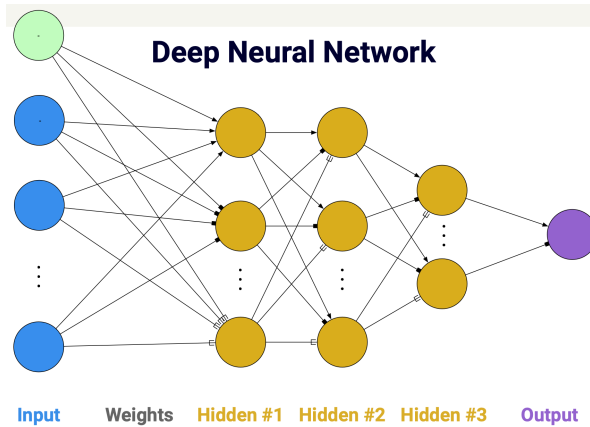 Deep Neural Network
Input Weights Hidden #1 Hidden #2 Hidden #3 Output